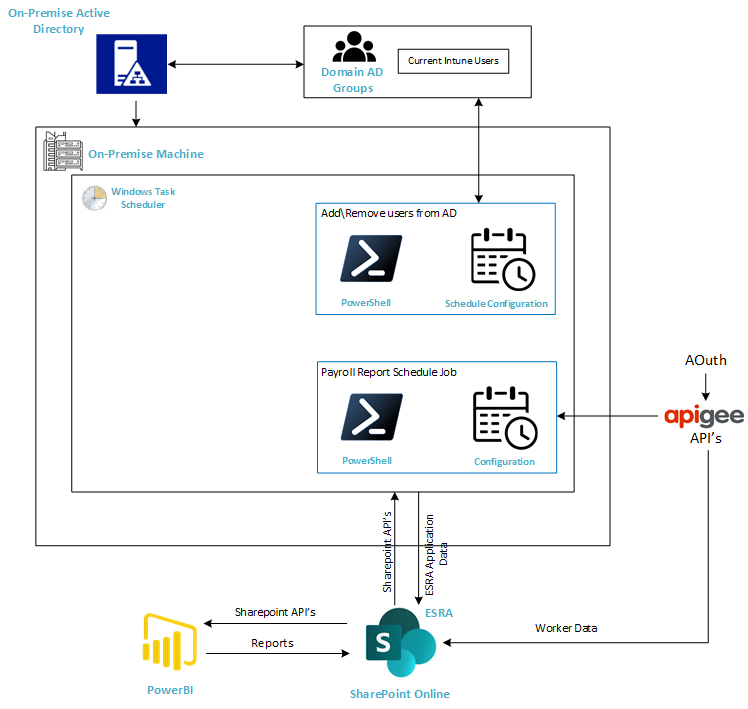 On-Premise Active
Directory
Domain AD
Groups
Current Intune Users
On-Premise Machine
Windows Task
Scheduler
Add\Remove users from AD
PowerShell
Schedule Configuration
Payroll Report Schedule Job
PowerShell
Configuration
AOuth
apigee
API's
Sharepoint API's
ESRA Application
Data
ESRA
Sharepoint API's
Reports
Worker Data
S
PowerBI
SharePoint Online